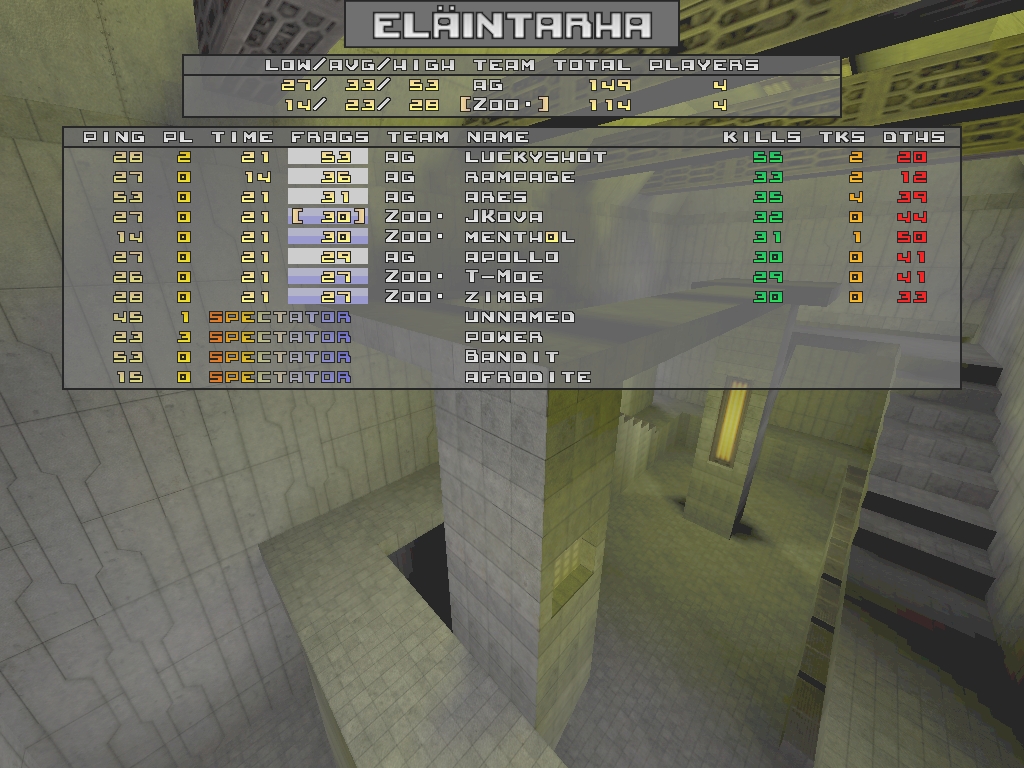 ELÄINTARHA
LOW/AVG/HIGH TEAM TOTAL PLAYERS
27/ 33/ 53 AG 149 4
14/ 23/ 28 [Zoo·] 114 4
PING PL TIME FRAGS TEAM NAME KILLS TKS DTHS
28 2 21 53 AG LUCKYSHOT 55 2 20
27 0 14 36 AG RAMPAGE 33 2 12
53 0 21 31 AG ARES 35 4 39
27 0 21 [ 30] Zoo· JKOVA 32 0 44
14 0 21 30 Zoo· MENTHOL 31 1 50
27 0 21 29 AG APOLLO 30 0 41
26 0 21 27 Zoo· T-MOE 29 0 41
28 0 21 27 Zoo· ZIMBA 30 0 33
45 1 SPECTATOR UNNAMED
23 3 SPECTATOR POWER
53 0 SPECTATOR BANDIT
15 0 SPECTATOR AFRODITE